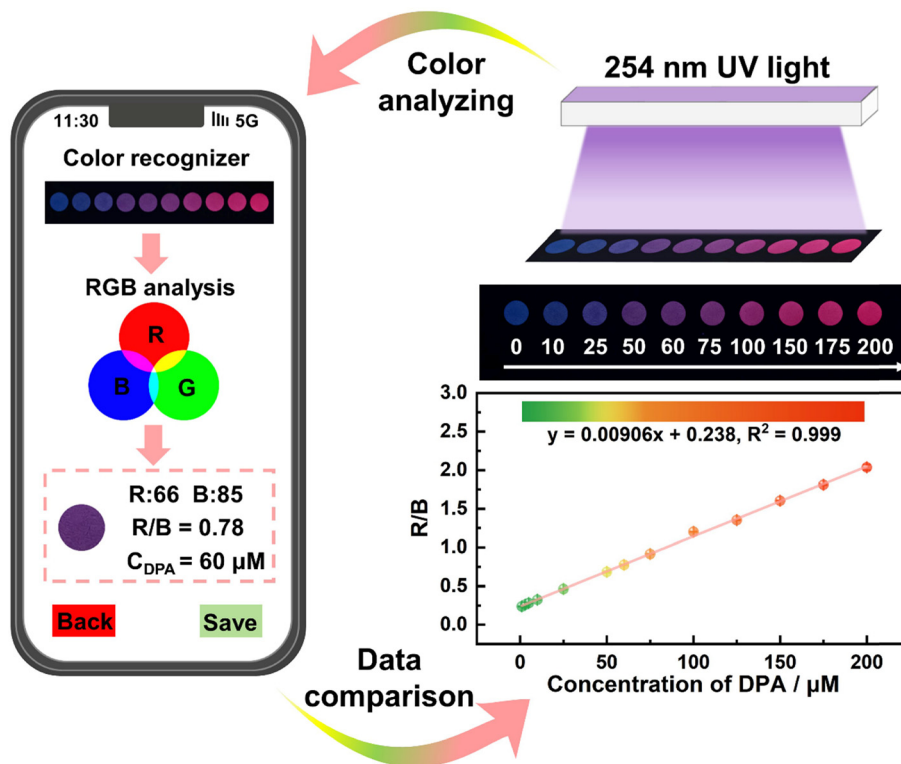 Color
analyzing
254 nm UV light
11:30 5G
Color recognizer
RGB analysis
R
B G
R:66 B:85
R/B = 0.78
C_DPA = 60 μM
Back Save
0 10 25 50 60 75 100 150 175 200
3.0
2.5
2.0
1.5
1.0
0.5
0.0
R/B
y = 0.00906x + 0.238, R² = 0.999
0 50 100 150 200
Concentration of DPA / μM
Data
comparison